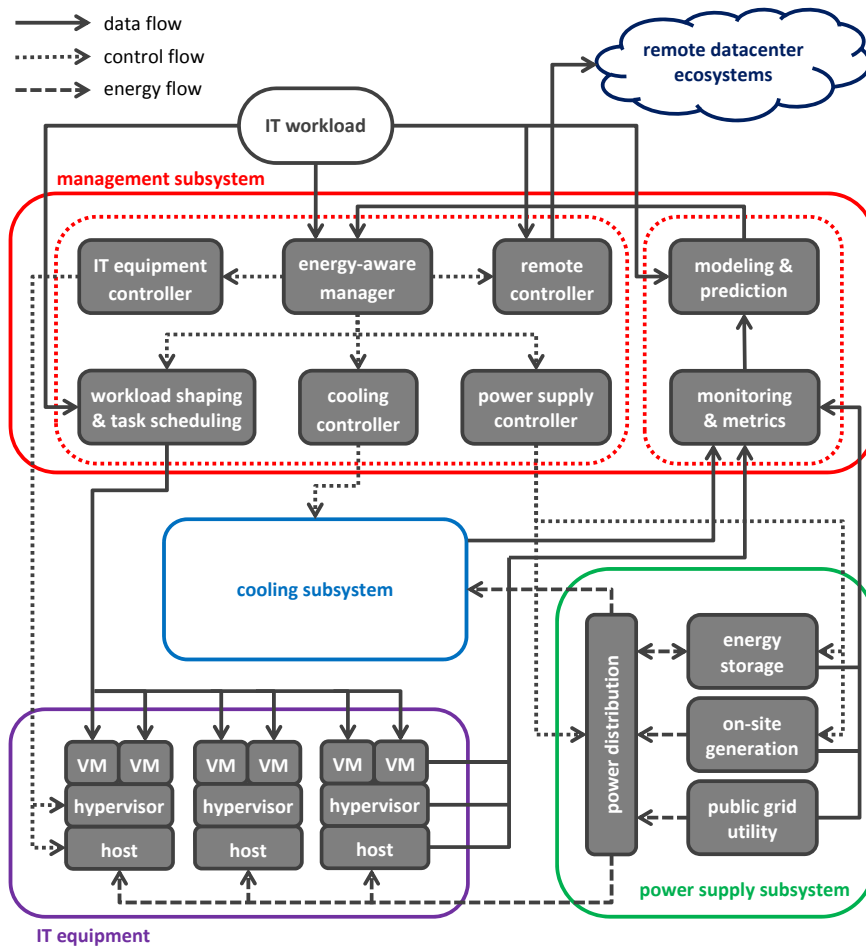 data flow
control flow
energy flow
remote datacenter
ecosystems
IT workload
management subsystem
IT equipment
controller
energy-aware
manager
remote
controller
modeling &
prediction
workload shaping
& task scheduling
cooling
controller
power supply
controller
monitoring
& metrics
cooling subsystem
power distribution
energy
storage
on-site
generation
public grid
utility
VM VM VM VM VM VM
hypervisor hypervisor hypervisor
host host host
power supply subsystem
IT equipment